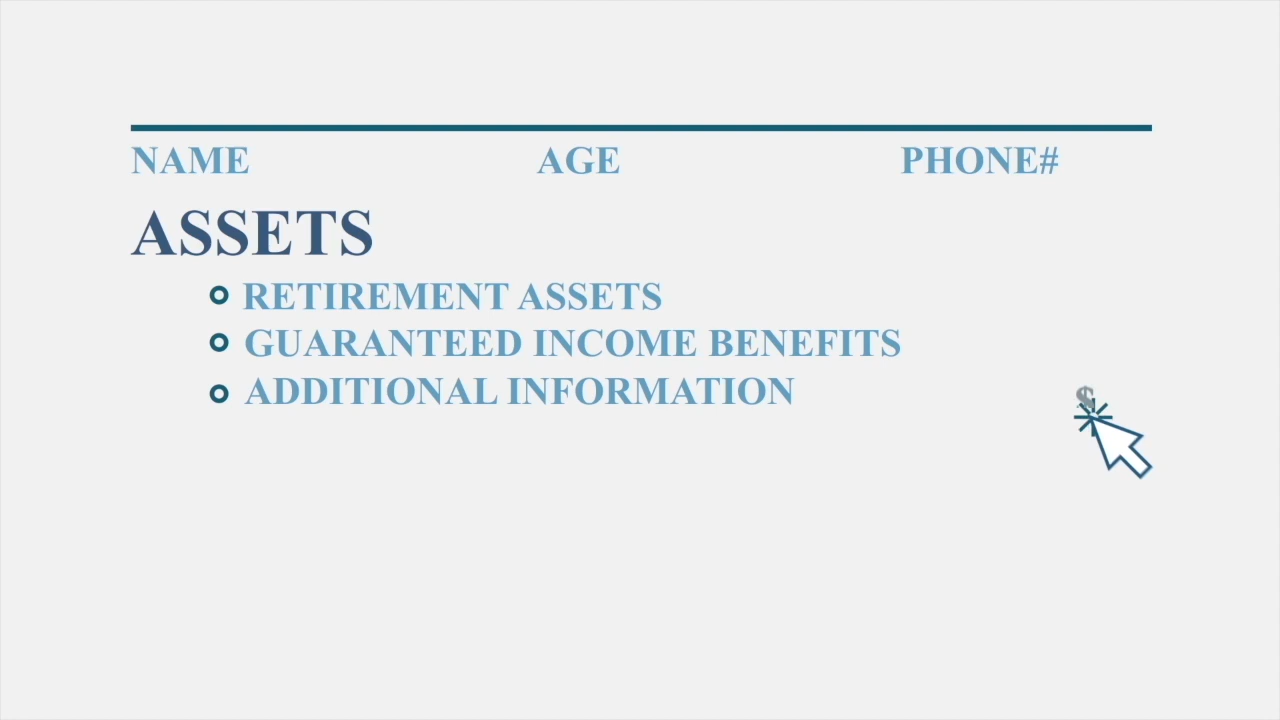 NAME AGE PHONE#
ASSETS
RETIREMENT ASSETS
GUARANTEED INCOME BENEFITS
ADDITIONAL INFORMATION
$